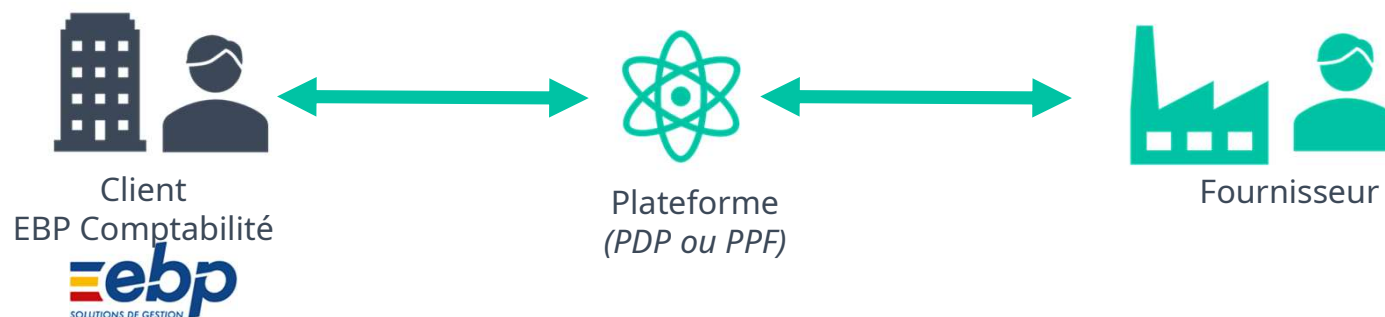 Client
EBP Comptabilité
ebp
SOLUTIONS DE GESTION
Plateforme
(PDP ou PPF)
Fournisseur